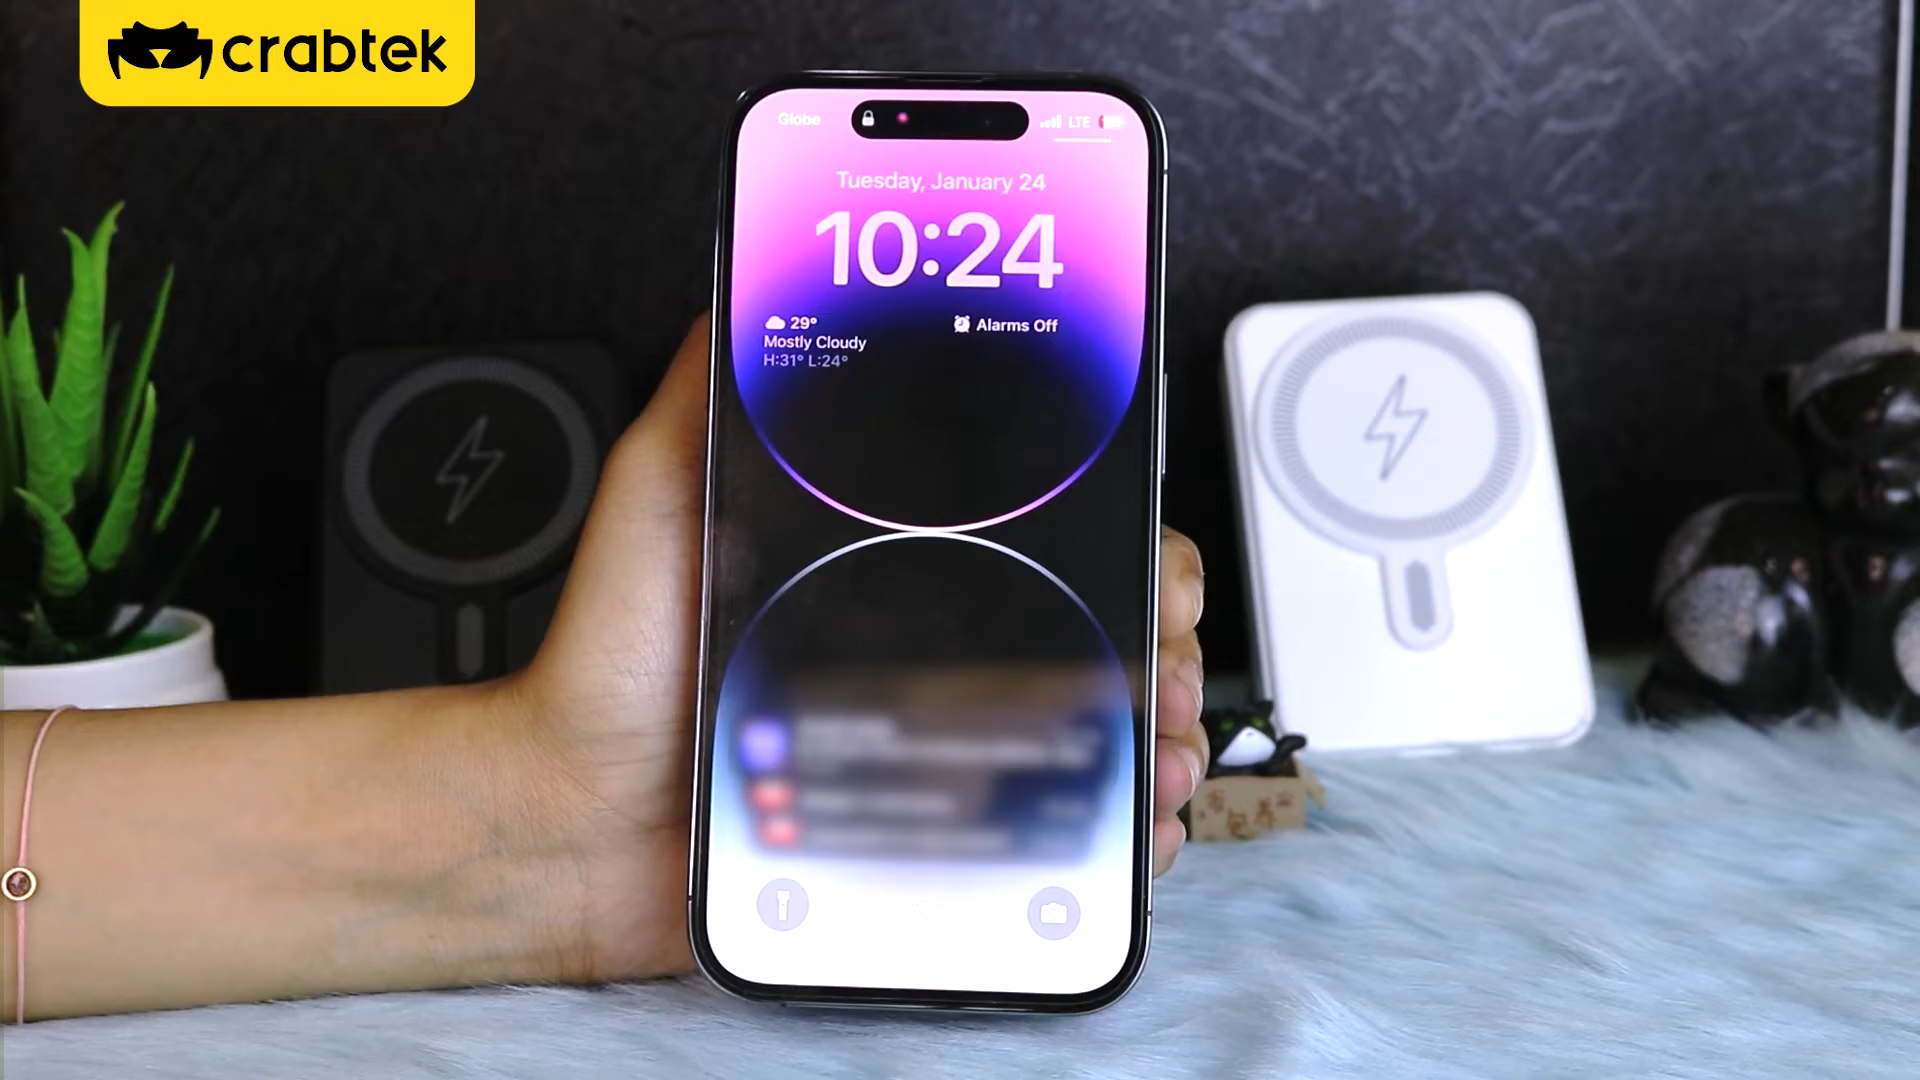 crabtek
Globe
LTE
Tuesday, January 24
10:24
29°
Alarms Off
Mostly Cloudy
H:31° L:24°